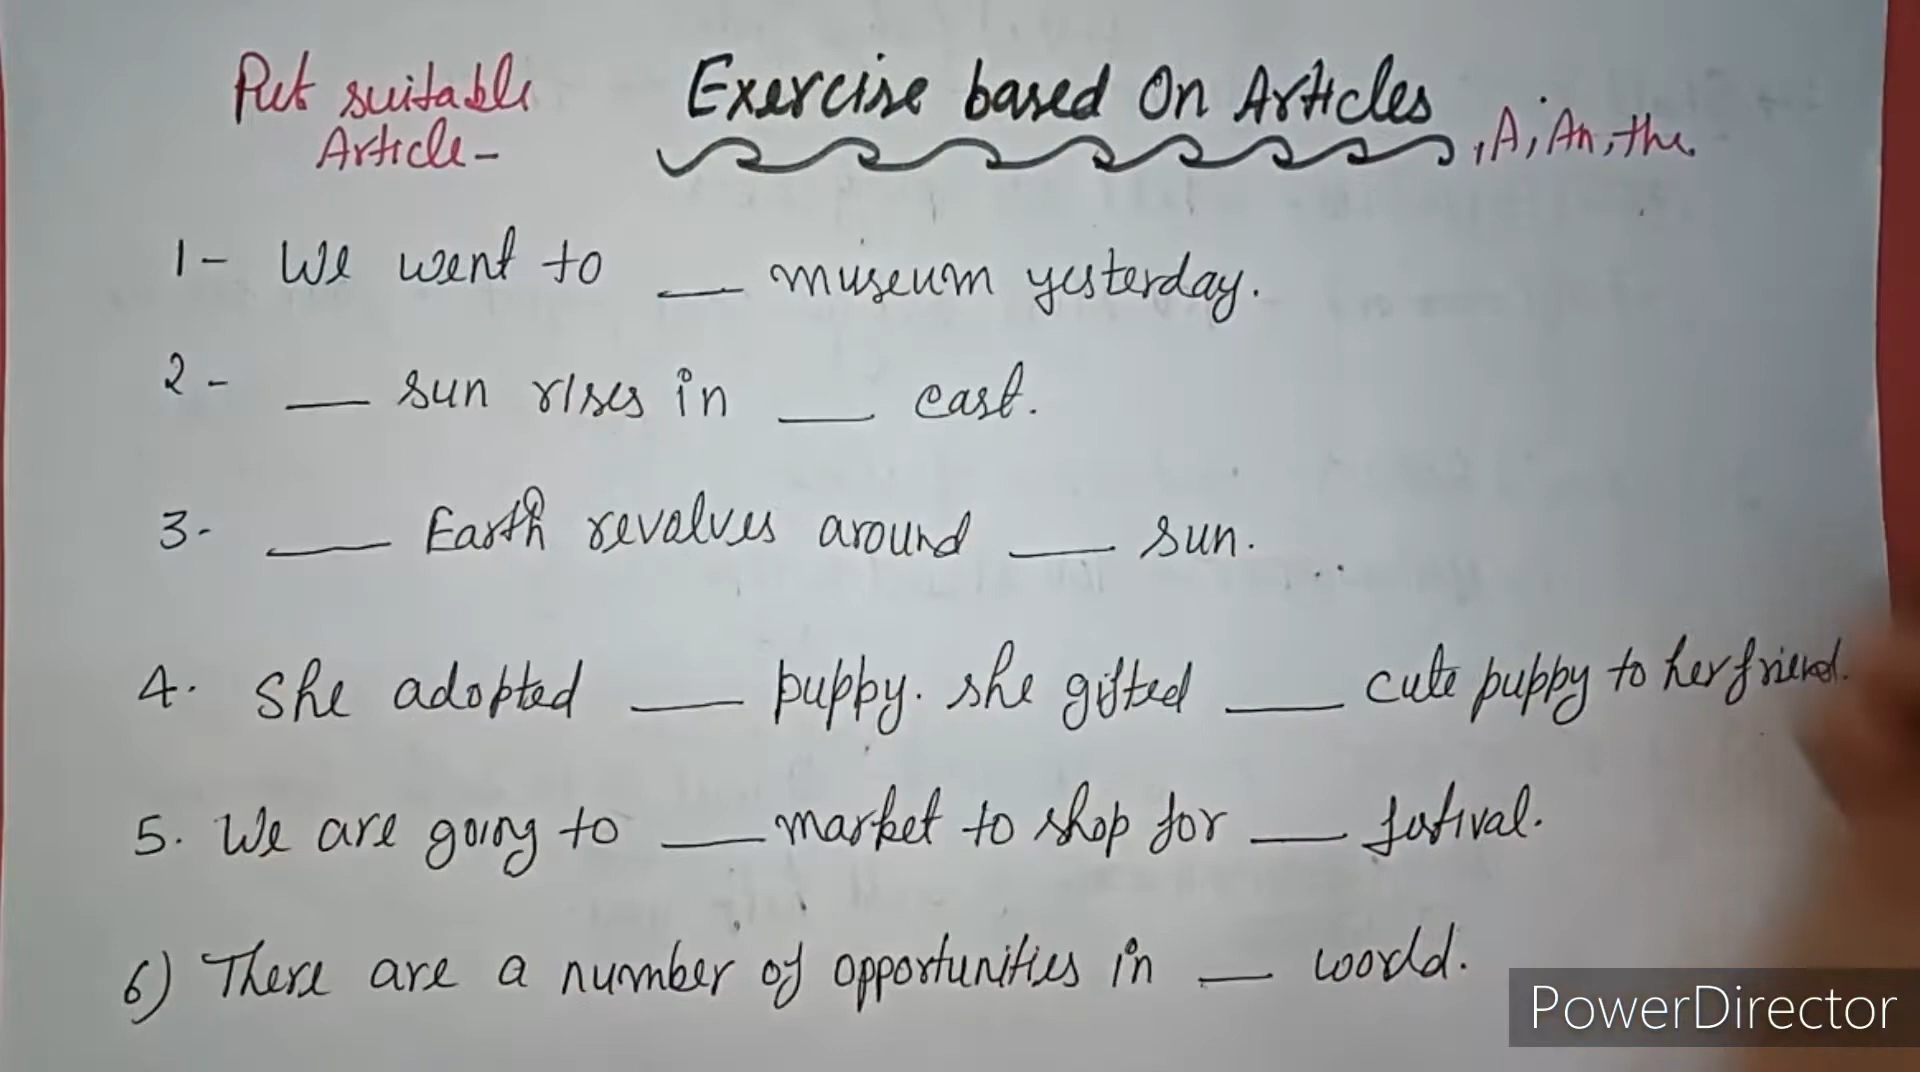 Put suitable
Article-
Exercise based On Articles
, A, An, the.
1- We went to __ museum yesterday.
2- __ sun rises in __ east.
3- __ Earth revolves around __ sun.
4. She adopted __ puppy. she gifted __ cute puppy to her friend.
5. We are going to __ market to shop for __ festival.
6) There are a number of opportunities in __ world.
PowerDirector